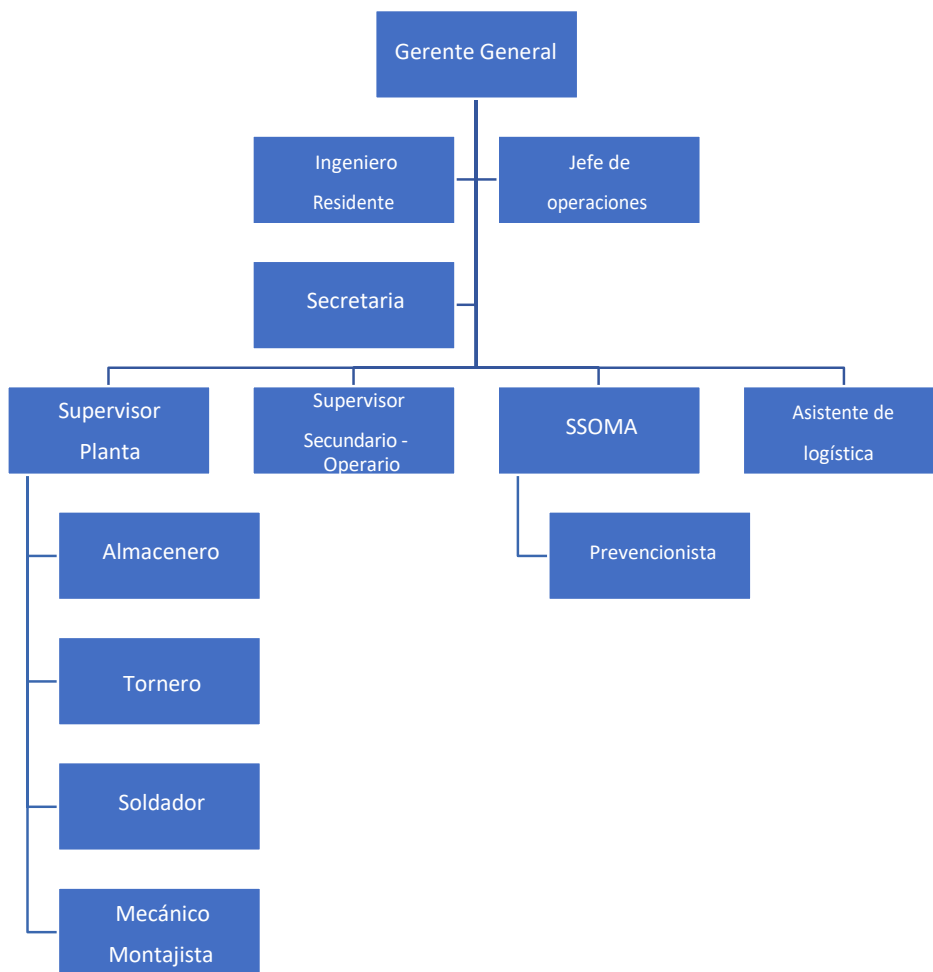 Gerente General
Ingeniero
Residente
Jefe de
operaciones
Secretaria
Supervisor
Planta
Supervisor
Secundario -
Operario
SSOMA
Asistente de
logística
Almacenero
Prevencionista
Tornero
Soldador
Mecánico
Montajista